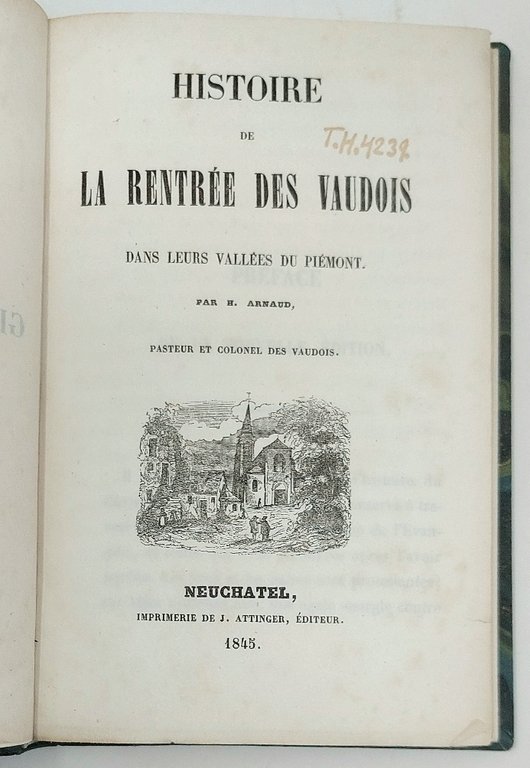 HISTOIRE
DE
T.H.4239
LA RENTRÉE DES VAUDOIS
DANS LEURS VALLÉES DU PIÉMONT.
PAR H. ARNAUD,
PASTEUR ET COLONEL DES VAUDOIS.
NEUCHATEL,
IMPRIMERIE DE J. ATTINGER, ÉDITEUR.
1845.